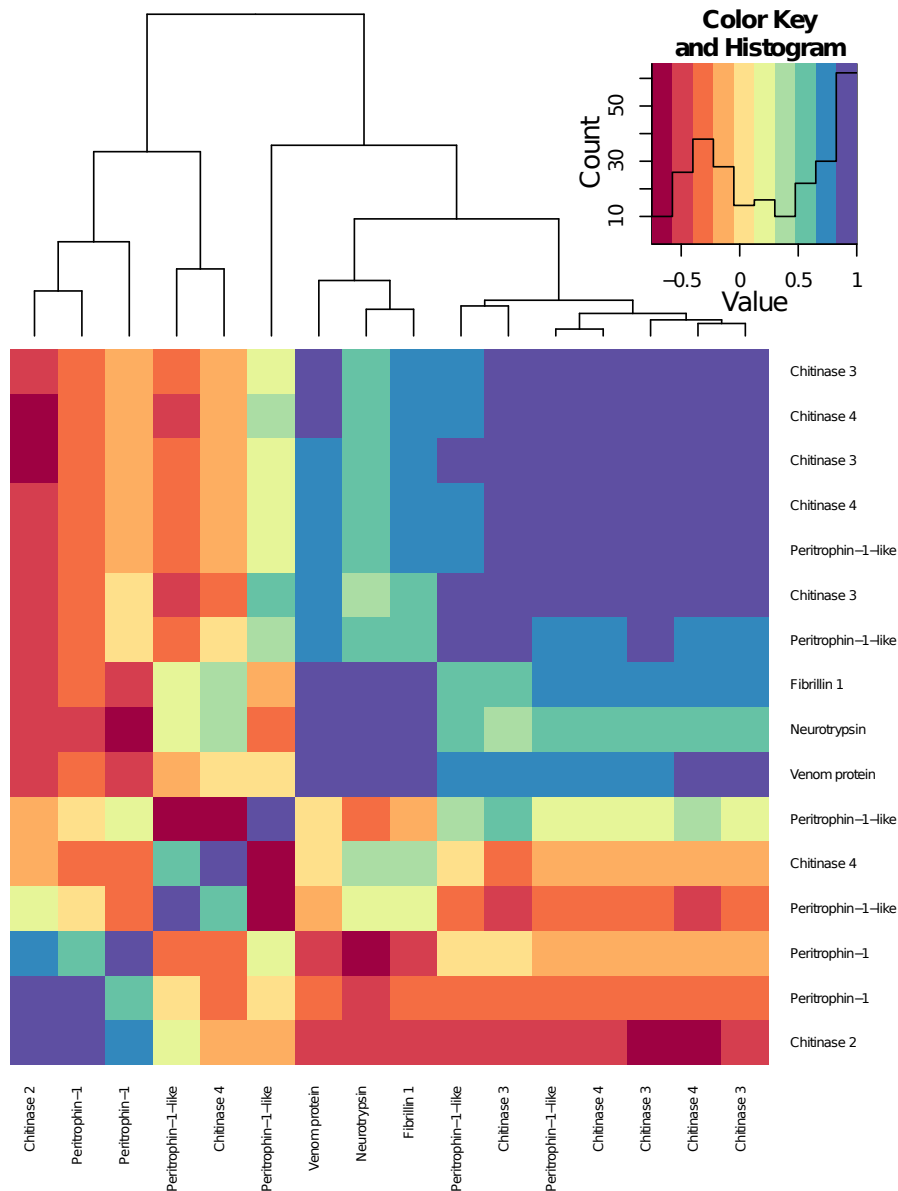 Color Key
and Histogram
Count
10
30
50
−0.5
0
0.5
1
Value
Chitinase 3
Chitinase 4
Chitinase 3
Chitinase 4
Peritrophin−1−like
Chitinase 3
Peritrophin−1−like
Fibrillin 1
Neurotrypsin
Venom protein
Peritrophin−1−like
Chitinase 4
Peritrophin−1−like
Peritrophin−1
Peritrophin−1
Chitinase 2
Chitinase 2
Peritrophin−1
Peritrophin−1
Peritrophin−1−like
Chitinase 4
Peritrophin−1−like
Venom protein
Neurotrypsin
Fibrillin 1
Peritrophin−1−like
Chitinase 3
Peritrophin−1−like
Chitinase 4
Chitinase 3
Chitinase 4
Chitinase 3